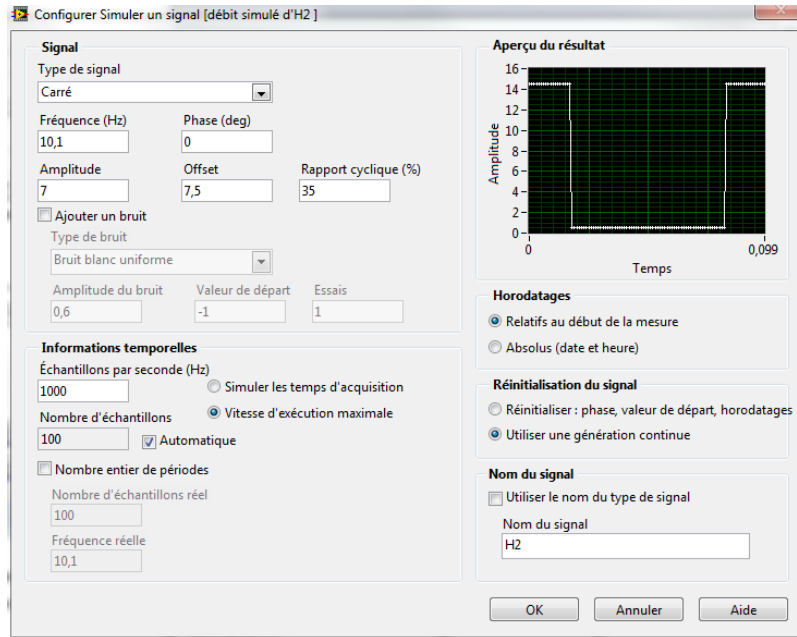 Configurer Simuler un signal [débit simulé d'H2 ]
Signal
Type de signal
Carré
Fréquence (Hz)
Phase (deg)
10,1
0
Amplitude
Offset
Rapport cyclique (%)
7
7,5
35
Ajouter un bruit
Type de bruit
Bruit blanc uniforme
Amplitude du bruit
Valeur de départ
Essais
0,6
-1
1
Informations temporelles
Échantillons par seconde (Hz)
1000
Simuler les temps d'acquisition
Nombre d'échantillons
Vitesse d'exécution maximale
100
Automatique
Nombre entier de périodes
Nombre d'échantillons réel
100
Fréquence réelle
10,1
Aperçu du résultat
Amplitude
16
14
12
10
8
6
4
2
0
0
0,099
Temps
Horodatages
Relatifs au début de la mesure
Absolus (date et heure)
Réinitialisation du signal
Réinitialiser : phase, valeur de départ, horodatages
Utiliser une génération continue
Nom du signal
Utiliser le nom du type de signal
Nom du signal
H2
OK
Annuler
Aide